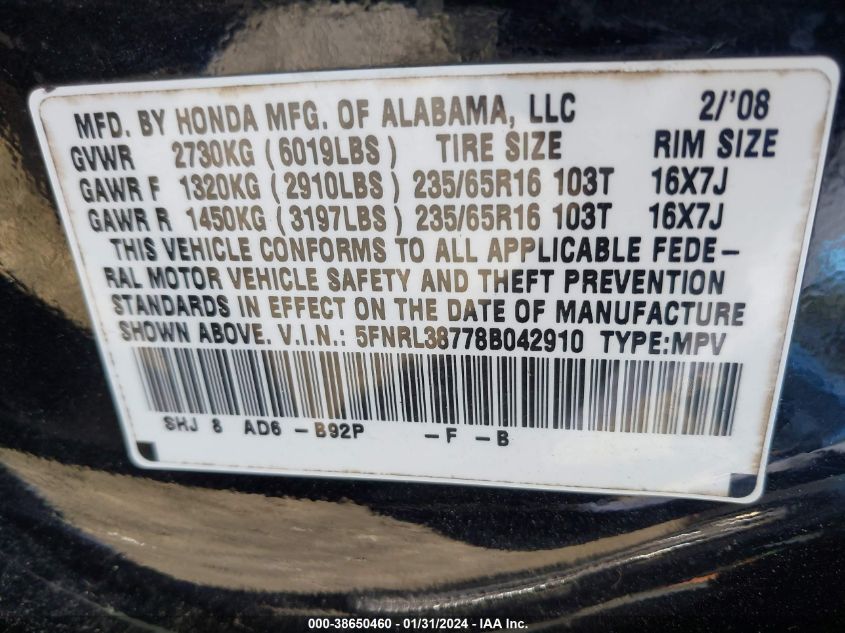 MFD. BY HONDA MFG. OF ALABAMA, LLC 2/'08
GVWR 2730KG (6019LBS) TIRE SIZE RIM SIZE
GAWR F 1320KG (2910LBS) 235/65R16 103T 16X7J
GAWR R 1450KG (3197LBS) 235/65R16 103T 16X7J
THIS VEHICLE CONFORMS TO ALL APPLICABLE FEDE-
RAL MOTOR VEHICLE SAFETY AND THEFT PREVENTION
STANDARDS IN EFFECT ON THE DATE OF MANUFACTURE
SHOWN ABOVE. V.I.N.: 5FNRL38778B042910 TYPE:MPV
SHJ 8 AD6 -B92P -F -B
000-38650460 - 01/31/2024 - IAA Inc.